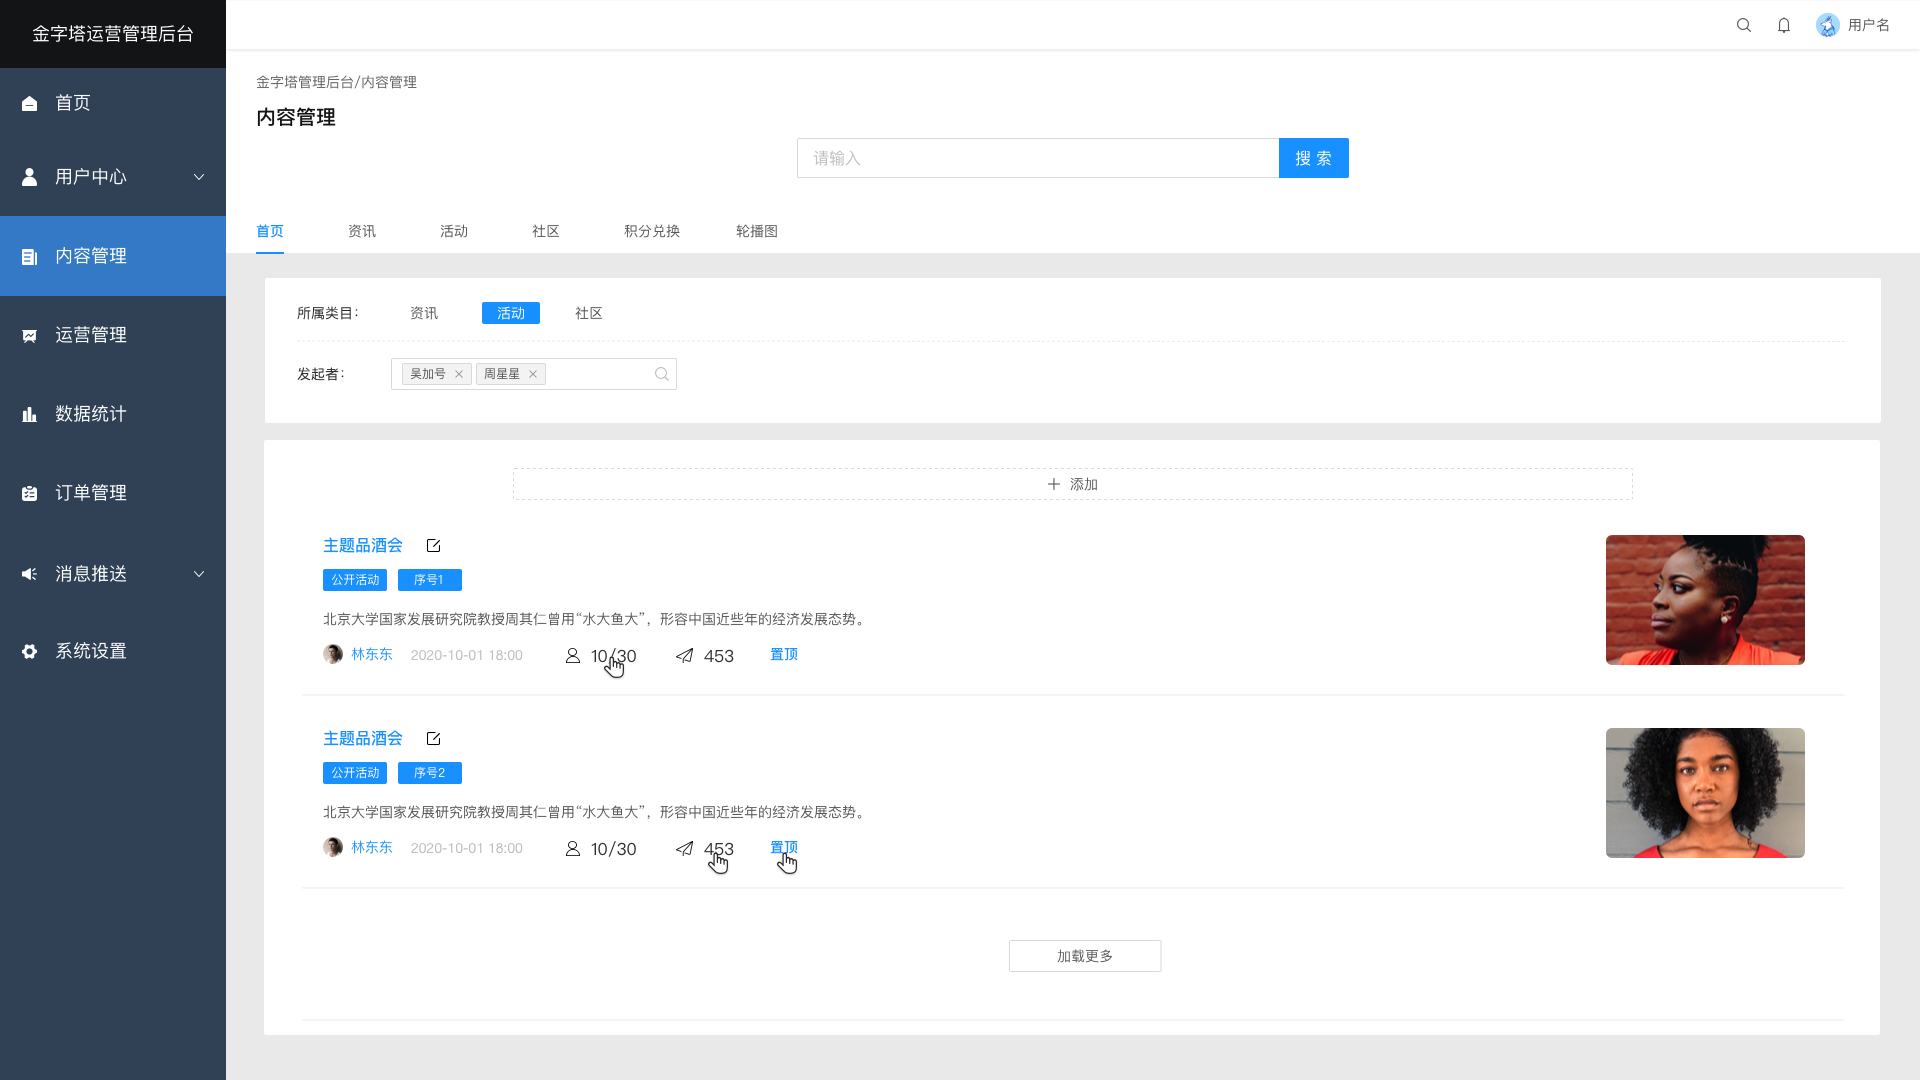 金字塔运营管理后台
用户名
首页
用户中心
内容管理
运营管理
数据统计
订单管理
消息推送
系统设置
金字塔管理后台/内容管理
内容管理
请输入
搜 索
首页 资讯 活动 社区 积分兑换 轮播图
所属类目： 资讯 活动 社区
发起者： 吴加号 周星星
添加
主题品酒会
公开活动 序号1
北京大学国家发展研究院教授周其仁曾用“水大鱼大”，形容中国近些年的经济发展态势。
林东东 2020-10-01 18:00 10/30 453 置顶
主题品酒会
公开活动 序号2
北京大学国家发展研究院教授周其仁曾用“水大鱼大”，形容中国近些年的经济发展态势。
林东东 2020-10-01 18:00 10/30 453 置顶
加载更多